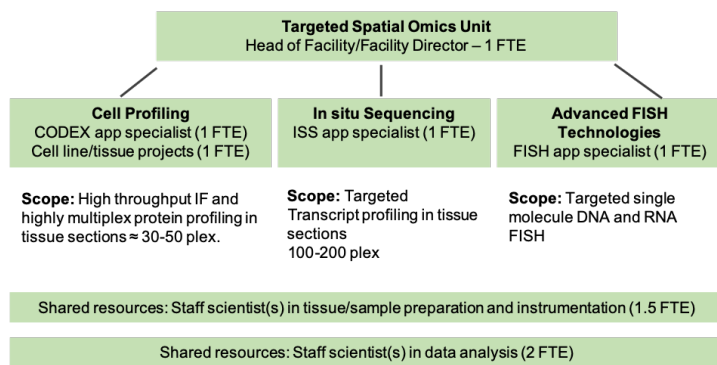 Targeted Spatial Omics Unit
Head of Facility/Facility Director – 1 FTE
Cell Profiling
CODEX app specialist (1 FTE)
Cell line/tissue projects (1 FTE)
In situ Sequencing
ISS app specialist (1 FTE)
Advanced FISH
Technologies
FISH app specialist (1 FTE)
Scope: High throughput IF and
highly multiplex protein profiling in
tissue sections ≈ 30-50 plex.
Scope: Targeted
Transcript profiling in tissue
sections
100-200 plex
Scope: Targeted single
molecule DNA and RNA
FISH
Shared resources: Staff scientist(s) in tissue/sample preparation and instrumentation (1.5 FTE)
Shared resources: Staff scientist(s) in data analysis (2 FTE)